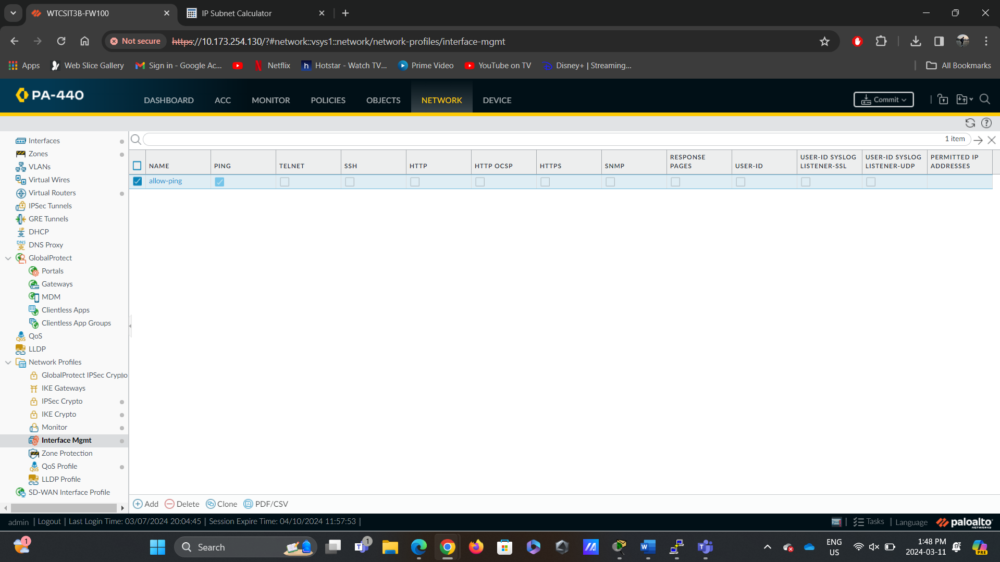 WTCSIT3B-FW100
IP Subnet Calculator
Not secure
https://10.173.254.130/?#network::vsys1::network/network-profiles/interface-mgmt
Apps
Web Slice Gallery
Sign in - Google Ac...
Netflix
h
Hotstar - Watch TV...
Prime Video
YouTube on TV
Disney+ | Streaming...
All Bookmarks
PA-440
DASHBOARD
ACC
MONITOR
POLICIES
OBJECTS
NETWORK
DEVICE
Commit
Interfaces
Zones
VLANs
Virtual Wires
Virtual Routers
IPSec Tunnels
GRE Tunnels
DHCP
DNS Proxy
GlobalProtect
Portals
Gateways
MDM
Clientless Apps
Clientless App Groups
QoS
LLDP
Network Profiles
GlobalProtect IPSec Crypto
IKE Gateways
IPSec Crypto
IKE Crypto
Monitor
Interface Mgmt
Zone Protection
QoS Profile
LLDP Profile
SD-WAN Interface Profile
1 item
NAME
PING
TELNET
SSH
HTTP
HTTP OCSP
HTTPS
SNMP
RESPONSE
PAGES
USER-ID
USER-ID SYSLOG
LISTENER-SSL
USER-ID SYSLOG
LISTENER-UDP
PERMITTED IP
ADDRESSES
allow-ping
Add
Delete
Clone
PDF/CSV
admin | Logout | Last Login Time: 03/07/2024 20:04:45 | Session Expire Time: 04/10/2024 11:57:53 |
Tasks | Language
paloalto
NETWORKS
1
Search
1
ENG
US
1:48 PM
2024-03-11
PRE